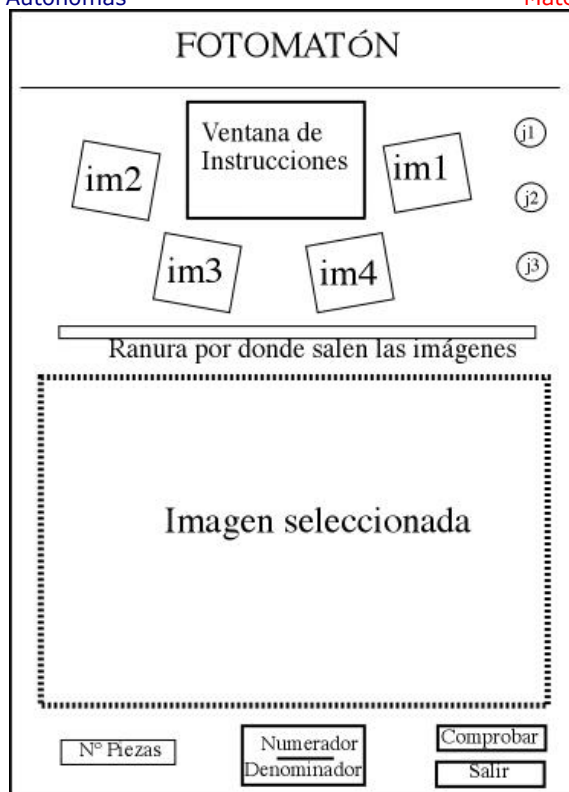 Autónomas
FOTOMATÓN
Ventana de
Instrucciones
im2
im1
j1
j2
im3
im4
j3
Ranura por donde salen las imágenes
Imagen seleccionada
Nº Piezas
Numerador
Denominador
Comprobar
Salir